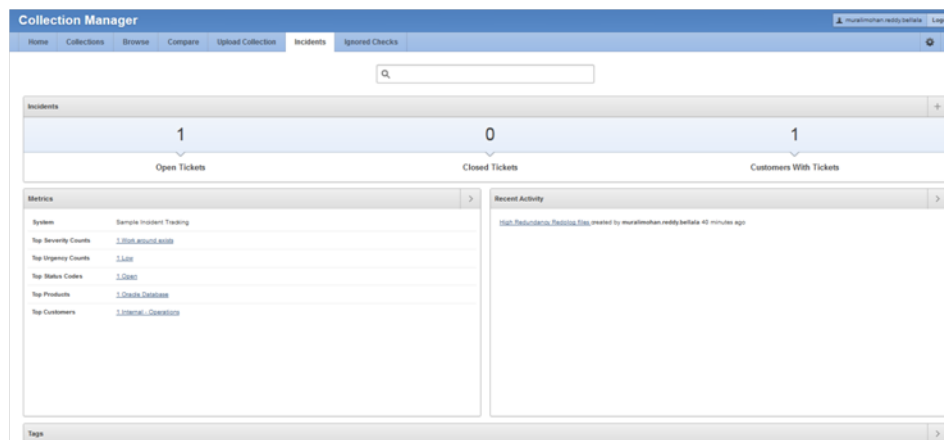 Collection Manager
muralimohan.reddy.bellala Log
Home Collections Browse Compare Upload Collection Incidents Ignored Checks
Incidents
1 0 1
Open Tickets Closed Tickets Customers With Tickets
Metrics
System Sample Incident Tracking
Top Severity Counts 1 Work around exists
Top Urgency Counts 1 Low
Top Status Codes 1 Open
Top Products 1 Oracle Database
Top Customers 1 Internal - Operations
Recent Activity
High Redundancy Redolog files created by muralimohan.reddy.bellala 40 minutes ago
Tags